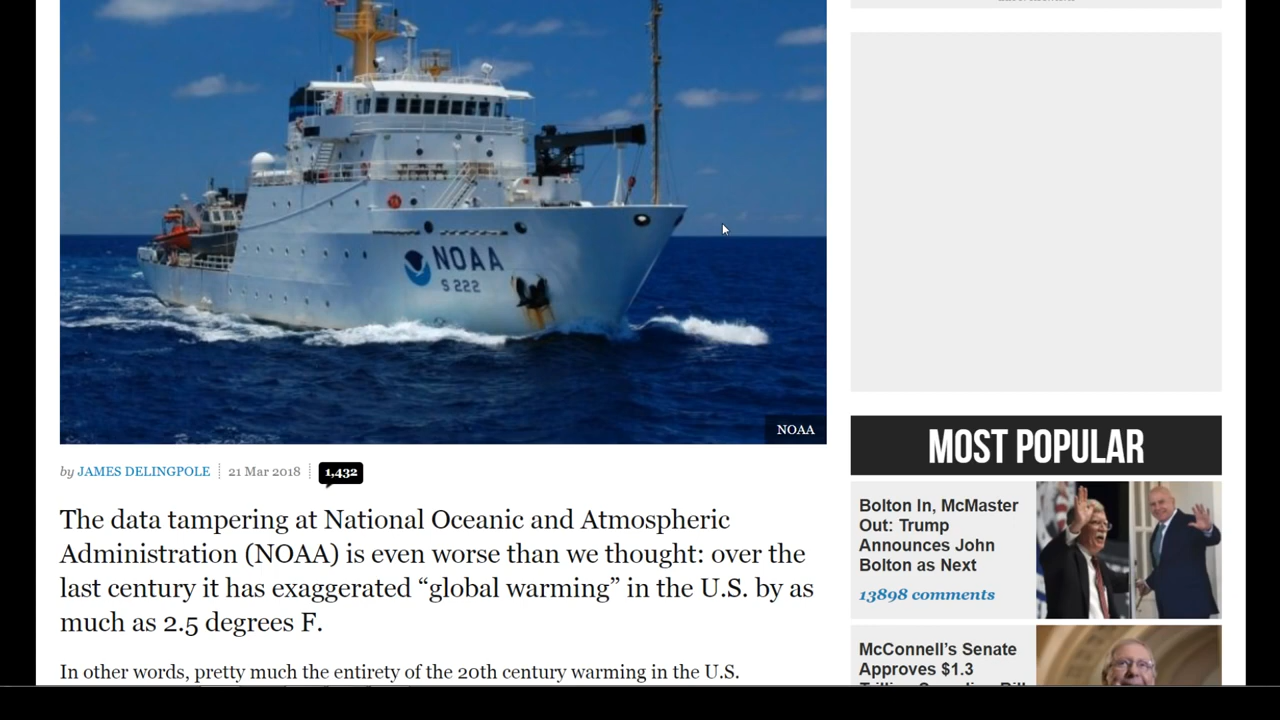 NOAA
S 222
NOAA
by JAMES DELINGPOLE 21 Mar 2018 1,432
The data tampering at National Oceanic and Atmospheric
Administration (NOAA) is even worse than we thought: over the
last century it has exaggerated “global warming” in the U.S. by as
much as 2.5 degrees F.
In other words, pretty much the entirety of the 20th century warming in the U.S.
MOST POPULAR
Bolton In, McMaster
Out: Trump
Announces John
Bolton as Next
13898 comments
McConnell’s Senate
Approves $1.3